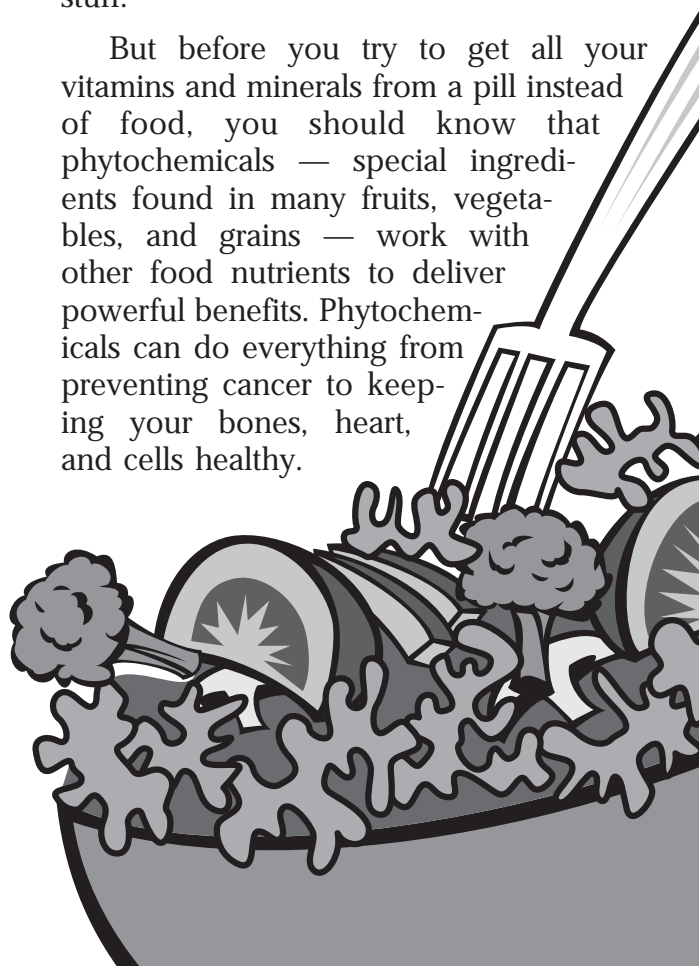 stuff.
But before you try to get all your
vitamins and minerals from a pill instead
of food, you should know that
phytochemicals — special ingredi-
ents found in many fruits, vegeta-
bles, and grains — work with
other food nutrients to deliver
powerful benefits. Phytochem-
icals can do everything from
preventing cancer to keep-
ing your bones, heart,
and cells healthy.